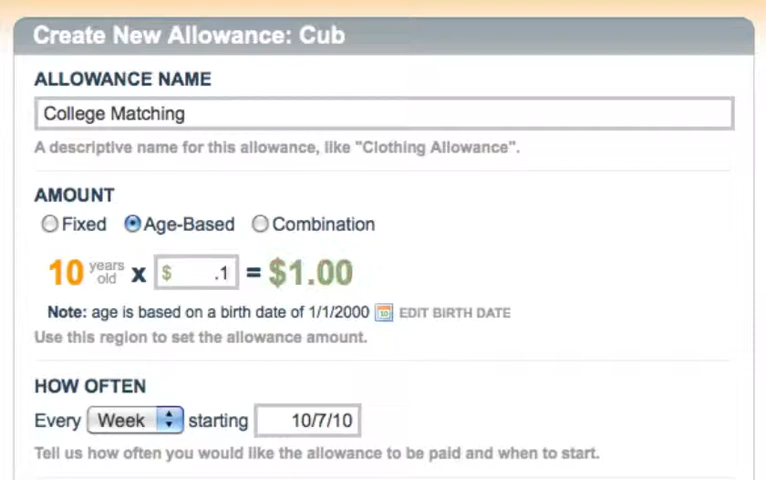 Create New Allowance: Cub
ALLOWANCE NAME
College Matching
A descriptive name for this allowance, like "Clothing Allowance".
AMOUNT
Fixed Age-Based Combination
10 years old x $ .1 = $1.00
Note: age is based on a birth date of 1/1/2000 EDIT BIRTH DATE
Use this region to set the allowance amount.
HOW OFTEN
Every Week starting 10/7/10
Tell us how often you would like the allowance to be paid and when to start.